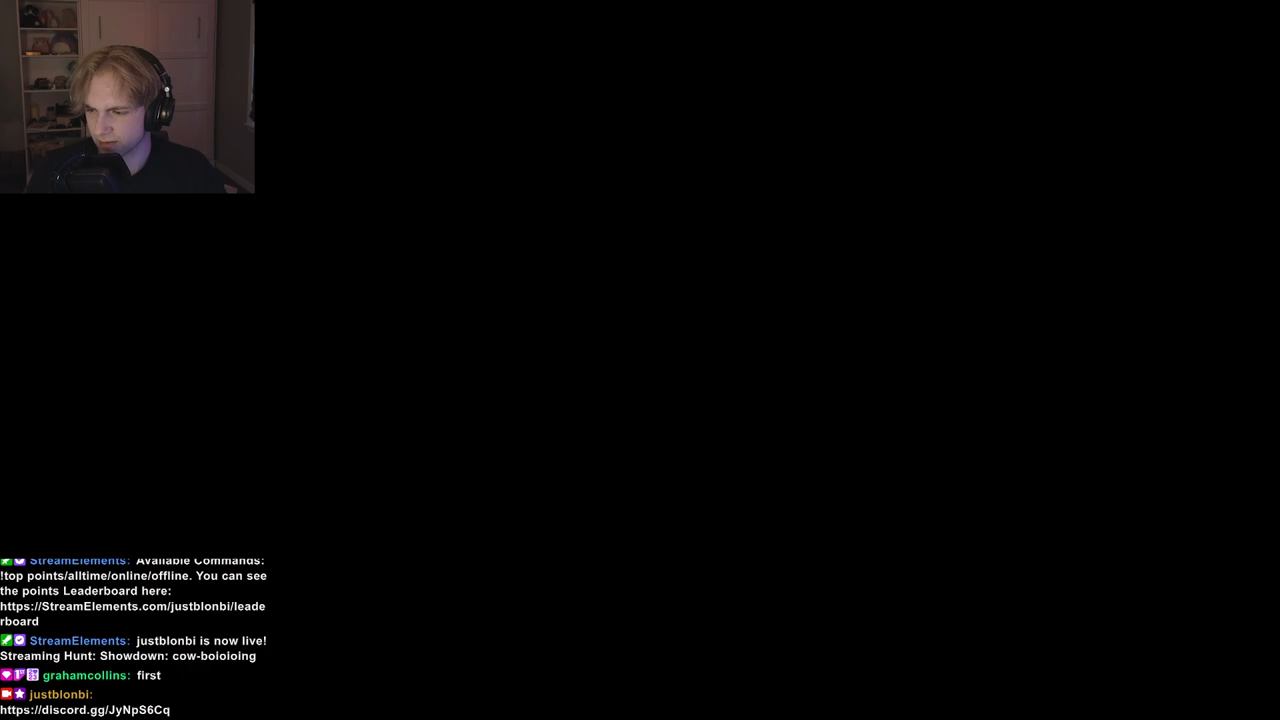 StreamElements: Available Commands:
!top points/alltime/online/offline. You can see
the points Leaderboard here:
https://StreamElements.com/justblonbi/leade
rboard
StreamElements: justblonbi is now live!
Streaming Hunt: Showdown: cow-boioioing
grahamcollins: first
justblonbi:
https://discord.gg/JyNpS6Cq